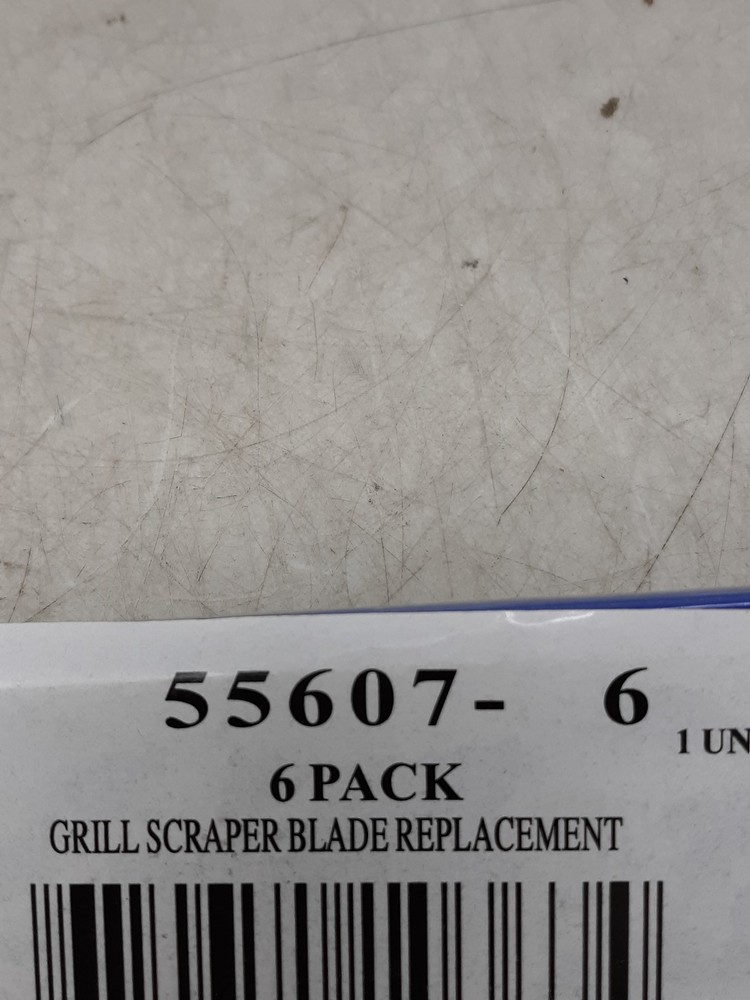 55607- 6
1 UN
6 PACK
GRILL SCRAPER BLADE REPLACEMENT